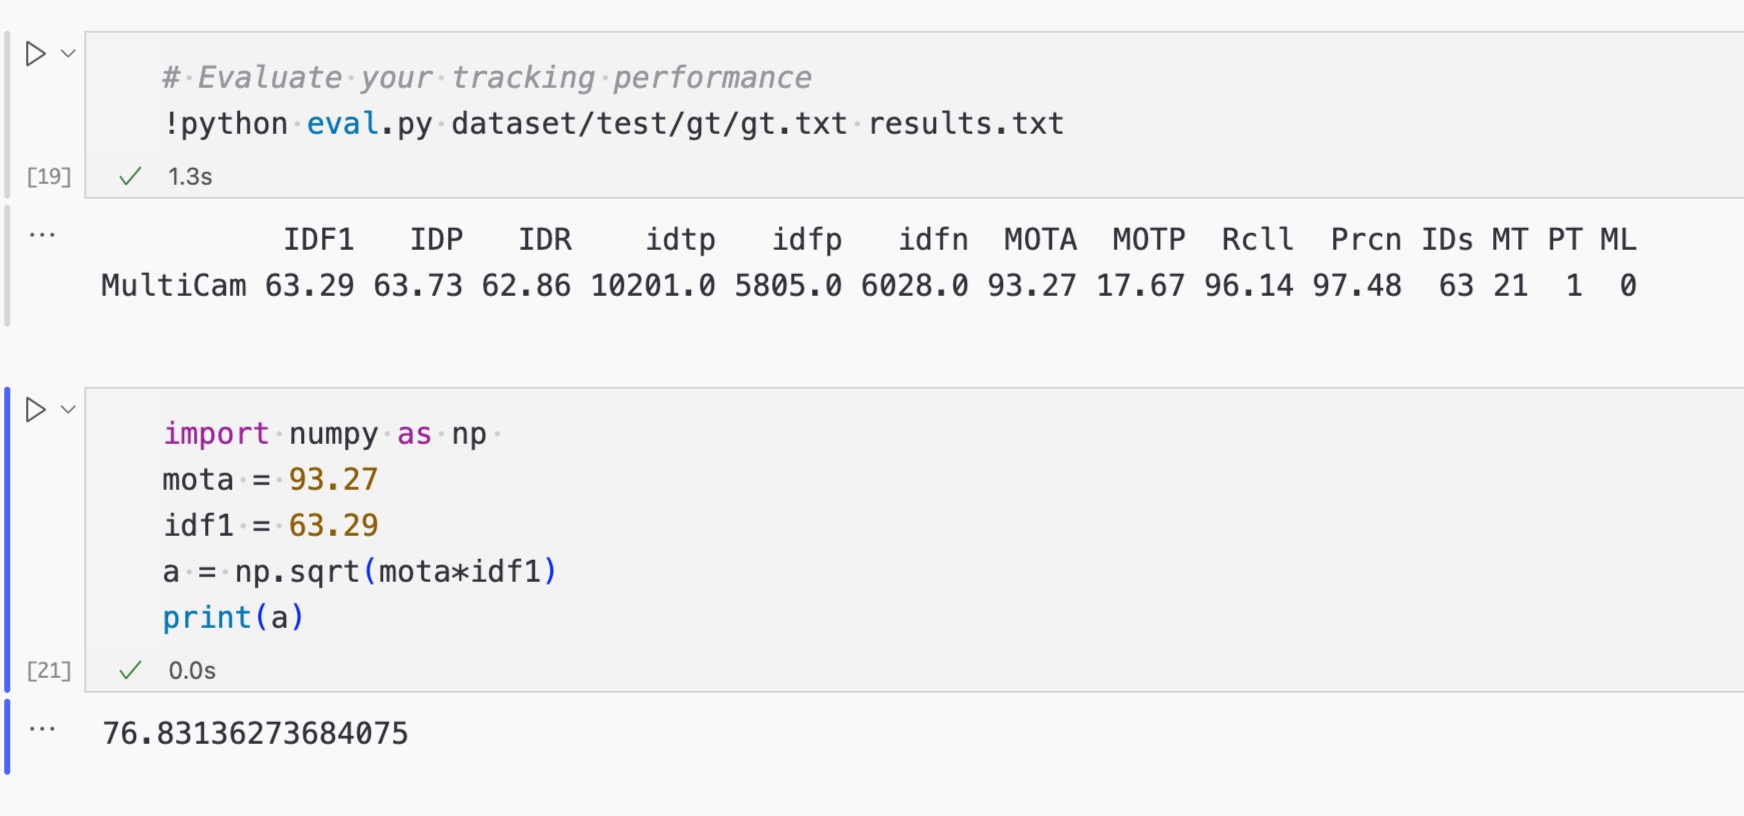 # Evaluate your tracking performance
!python eval.py dataset/test/gt/gt.txt results.txt
[19] 1.3s
IDF1 IDP IDR idtp idfp idfn MOTA MOTP Rcll Prcn IDs MT PT ML
MultiCam 63.29 63.73 62.86 10201.0 5805.0 6028.0 93.27 17.67 96.14 97.48 63 21 1 0
import numpy as np
mota = 93.27
idf1 = 63.29
a = np.sqrt(mota*idf1)
print(a)
[21] 0.0s
76.83136273684075